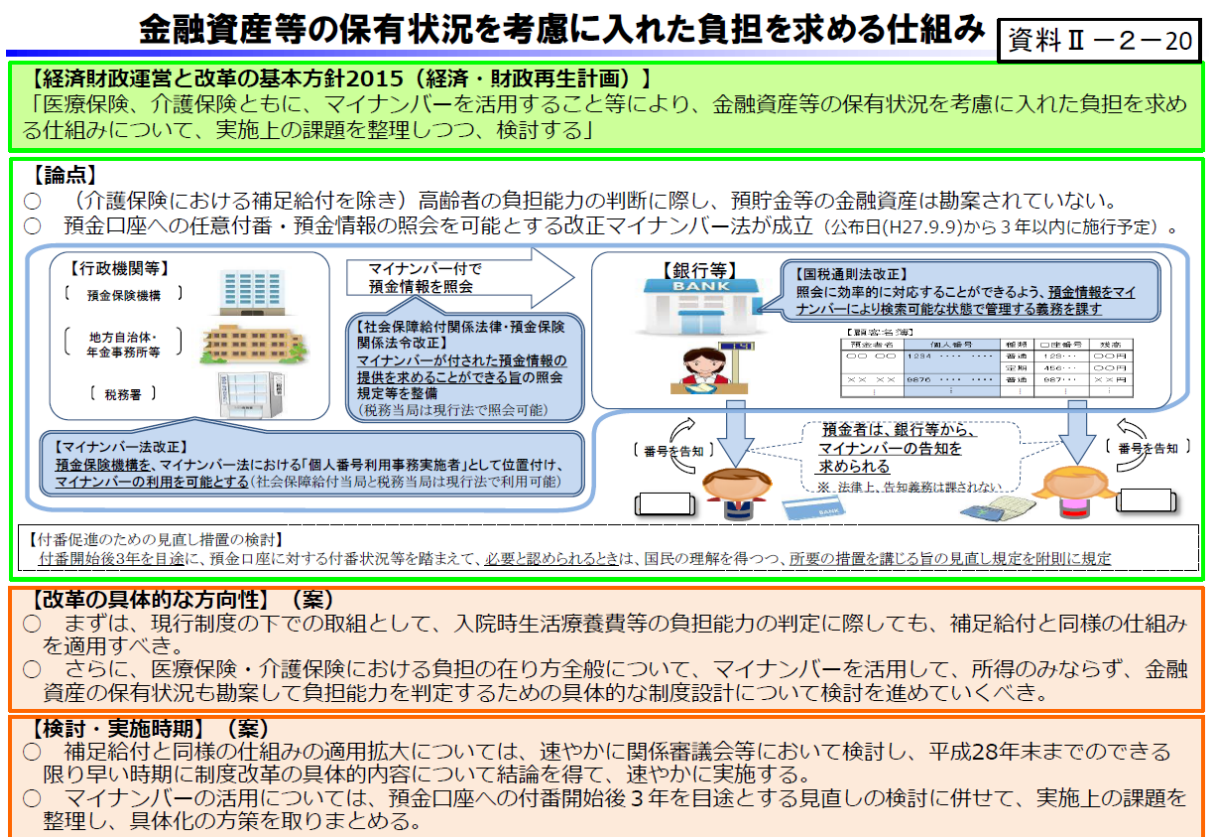 金融資産等の保有状況を考慮に入れた負担を求める仕組み
資料Ⅱ－2－20
【経済財政運営と改革の基本方針2015（経済・財政再生計画）】
「医療保険、介護保険ともに、マイナンバーを活用すること等により、金融資産等の保有状況を考慮に入れた負担を求め
る仕組みについて、実施上の課題を整理しつつ、検討する」
【論点】
○　（介護保険における補足給付を除き）高齢者の負担能力の判断に際し、預貯金等の金融資産は勘案されていない。
○　預金口座への任意付番・預金情報の照会を可能とする改正マイナンバー法が成立（公布日(H27.9.9)から３年以内に施行予定）。
【行政機関等】
［　預金保険機構　］
［　地方自治体・
年金事務所等　］
［　税務署　］
マイナンバー付で
預金情報を照会
【社会保障給付関係法律・預金保険
関係法令改正】
マイナンバーが付された預金情報の
提供を求めることができる旨の照会
規定等を整備
（税務当局は現行法で照会可能）
【マイナンバー法改正】
預金保険機構を、マイナンバー法における「個人番号利用事務実施者」として位置付け、
マイナンバーの利用を可能とする（社会保障給付当局と税務当局は現行法で利用可能）
【銀行等】
BANK
【国税通則法改正】
照会に効率的に対応することができるよう、預金情報をマイ
ナンバーにより検索可能な状態で管理する義務を課す
【顧客名簿】
預金者名　個人番号　種類　口座番号　残高
○○ ○○　1234 ････ ････　普通　123･･･　○○円
定期　456･･･　○○円
×× ××　9876 ････ ････　普通　987･･･　××円
［番号を告知］
預金者は、銀行等から、
マイナンバーの告知を
求められる
※ 法律上、告知義務は課されない
［番号を告知］
BANK
【付番促進のための見直し措置の検討】
付番開始後3年を目途に、預金口座に対する付番状況等を踏まえて、必要と認められるときは、国民の理解を得つつ、所要の措置を講じる旨の見直し規定を附則に規定
【改革の具体的な方向性】（案）
○　まずは、現行制度の下での取組として、入院時生活療養費等の負担能力の判定に際しても、補足給付と同様の仕組み
を適用すべき。
○　さらに、医療保険・介護保険における負担の在り方全般について、マイナンバーを活用して、所得のみならず、金融
資産の保有状況も勘案して負担能力を判定するための具体的な制度設計について検討を進めていくべき。
【検討・実施時期】（案）
○　補足給付と同様の仕組みの適用拡大については、速やかに関係審議会等において検討し、平成28年末までのできる
限り早い時期に制度改革の具体的内容について結論を得て、速やかに実施する。
○　マイナンバーの活用については、預金口座への付番開始後３年を目途とする見直しの検討に併せて、実施上の課題を
整理し、具体化の方策を取りまとめる。